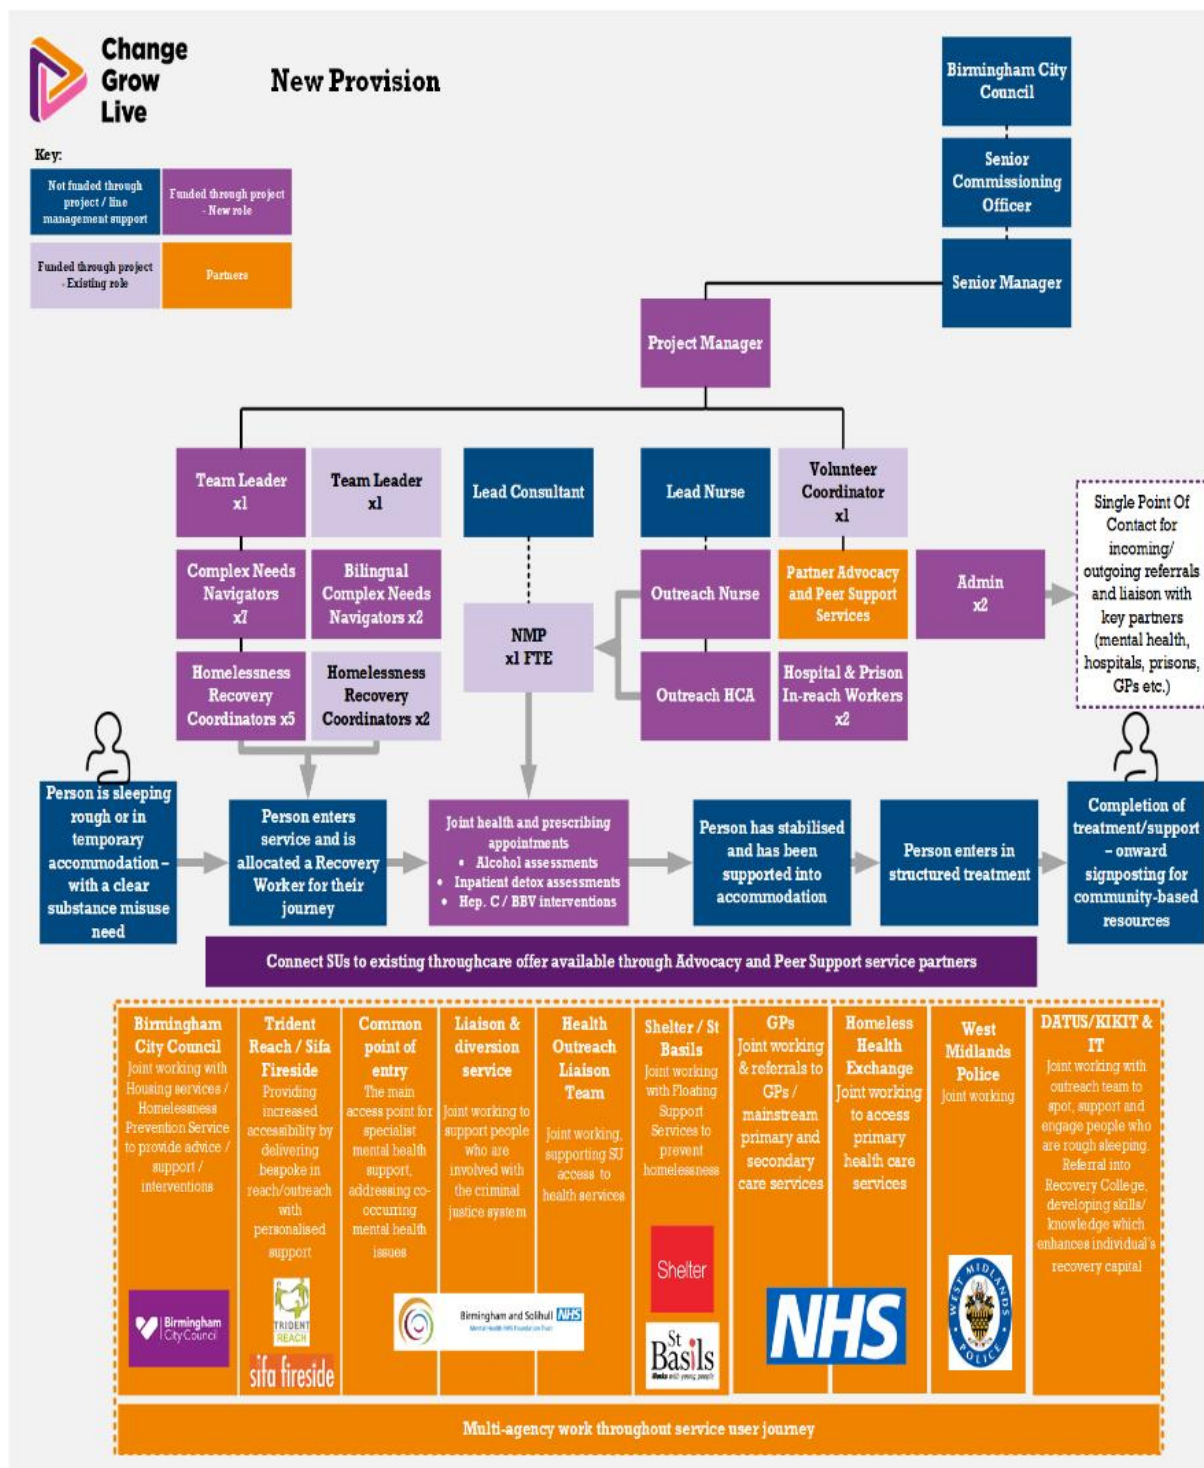 Change
Grow
Live
New Provision
Key:
Not funded through
project / line
management support
Funded through project
- New role
Funded through project
- Existing role
Partners
Birmingham City
Council
Senior
Commissioning
Officer
Senior Manager
Project Manager
Team Leader
x1
Team Leader
x1
Lead Consultant
Lead Nurse
Volunteer
Coordinator
x1
Complex Needs
Navigators
x7
Bilingual
Complex Needs
Navigators x2
NMP
x1 FTE
Outreach Nurse
Partner Advocacy
and Peer Support
Services
Admin
x2
Single Point Of
Contact for
incoming/
outgoing referrals
and liaison with
key partners
(mental health,
hospitals, prisons,
GPs etc.)
Homelessness
Recovery
Coordinators x5
Homelessness
Recovery
Coordinators x2
Outreach HCA
Hospital & Prison
In-reach Workers
x2
Person is sleeping
rough or in
temporary
accommodation –
with a clear
substance misuse
need
Person enters
service and is
allocated a Recovery
Worker for their
journey
Joint health and prescribing
appointments
• Alcohol assessments
• Inpatient detox assessments
• Hep. C / BBV interventions
Person has stabilised
and has been
supported into
accommodation
Person enters in
structured treatment
Completion of
treatment/support
– onward
signposting for
community-based
resources
Connect SUs to existing throughcare offer available through Advocacy and Peer Support service partners
Birmingham
City Council
Joint working with
Housing services /
Homelessness
Prevention Service
to provide advice /
support /
interventions
Birmingham
City Council
Trident
Reach / Sifa
Fireside
Providing
increased
accessibility by
delivering
bespoke in
reach/outreach
with
personalised
support
TRIDENT
REACH
sifa fireside
Common
point of
entry
The main
access point for
specialist
mental health
support,
addressing co-
occurring
mental health
issues
Liaison &
diversion
service
Joint working to
support people
who are
involved with
the criminal
justice system
Birmingham and Solihull NHS
Mental Health NHS Foundation Trust
Health
Outreach
Liaison
Team
Joint working,
supporting SU
access to
health services
Shelter / St
Basils
Joint working
with Floating
Support
Services to
prevent
homelessness
Shelter
St
Basils
Works with young people
GPs
Joint working
& referrals to
GPs /
mainstream
primary and
secondary
care services
Homeless
Health
Exchange
Joint working
to access
primary
health care
services
NHS
West
Midlands
Police
Joint working
WEST MIDLANDS
POLICE
DATUS/KIKIT &
IT
Joint working with
outreach team to
spot, support and
engage people who
are rough sleeping.
Referral into
Recovery College,
developing skills/
knowledge which
enhances individual's
recovery capital
Multi-agency work throughout service user journey